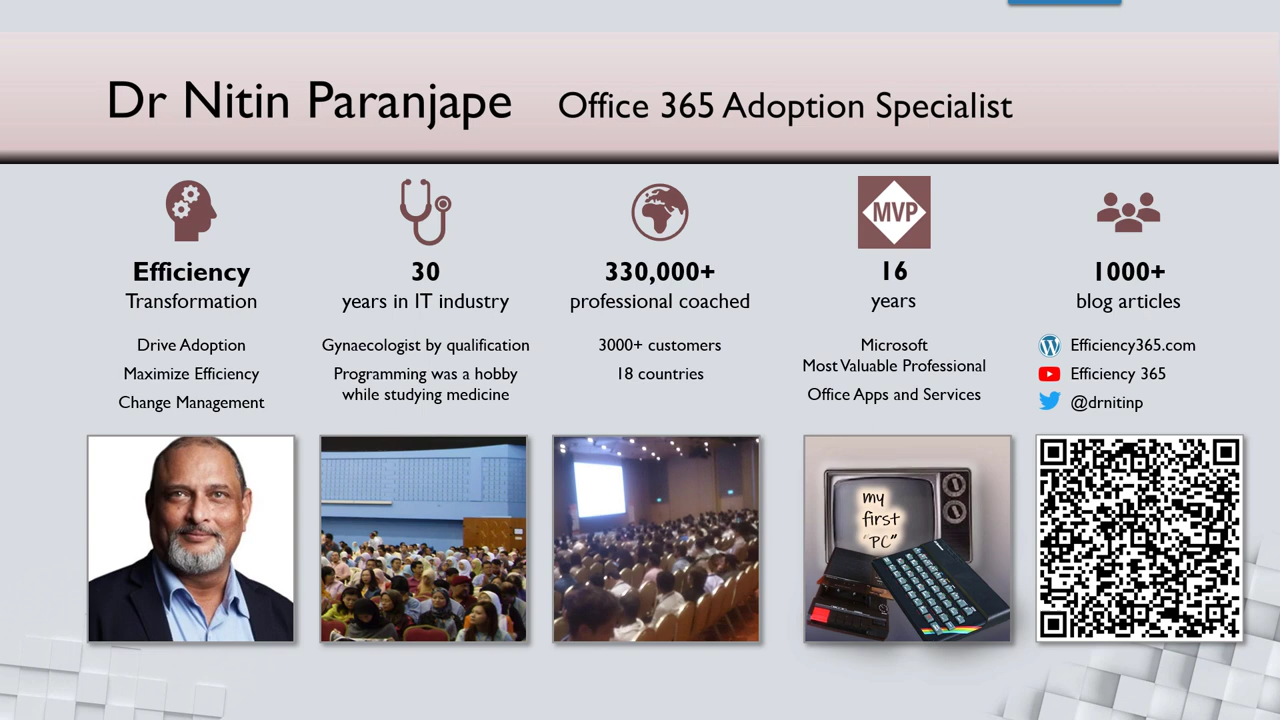 Dr Nitin Paranjape Office 365 Adoption Specialist
MVP
Efficiency
Transformation
Drive Adoption
Maximize Efficiency
Change Management
30
years in IT industry
Gynaecologist by qualification
Programming was a hobby
while studying medicine
330,000+
professional coached
3000+ customers
18 countries
16
years
Microsoft
Most Valuable Professional
Office Apps and Services
1000+
blog articles
Efficiency365.com
Efficiency 365
@drnitinp
my
first
"PC"